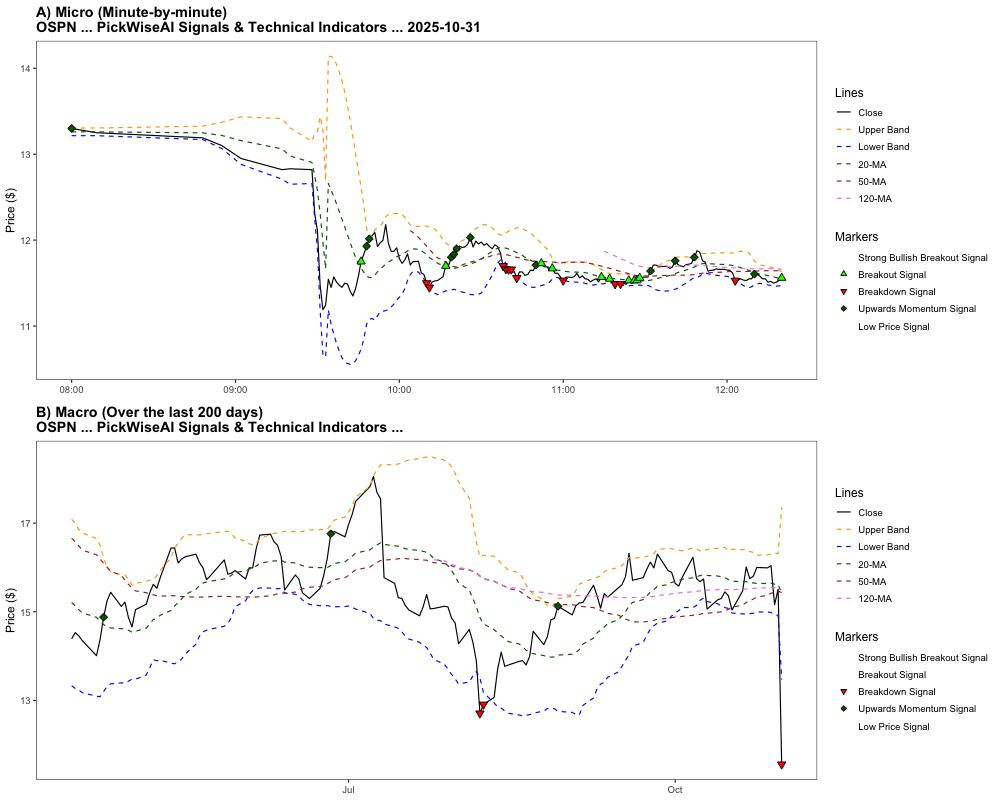 A) Micro (Minute-by-minute)
OSPN ... PickWiseAI Signals & Technical Indicators ... 2025-10-31
Price ($)
14
13
12
11
08:00
09:00
10:00
11:00
12:00
Lines
Close
Upper Band
Lower Band
20-MA
50-MA
120-MA
Markers
Strong Bullish Breakout Signal
Breakout Signal
Breakdown Signal
Upwards Momentum Signal
Low Price Signal
B) Macro (Over the last 200 days)
OSPN ... PickWiseAI Signals & Technical Indicators ...
Price ($)
17
15
13
Jul
Oct
Lines
Close
Upper Band
Lower Band
20-MA
50-MA
120-MA
Markers
Strong Bullish Breakout Signal
Breakout Signal
Breakdown Signal
Upwards Momentum Signal
Low Price Signal